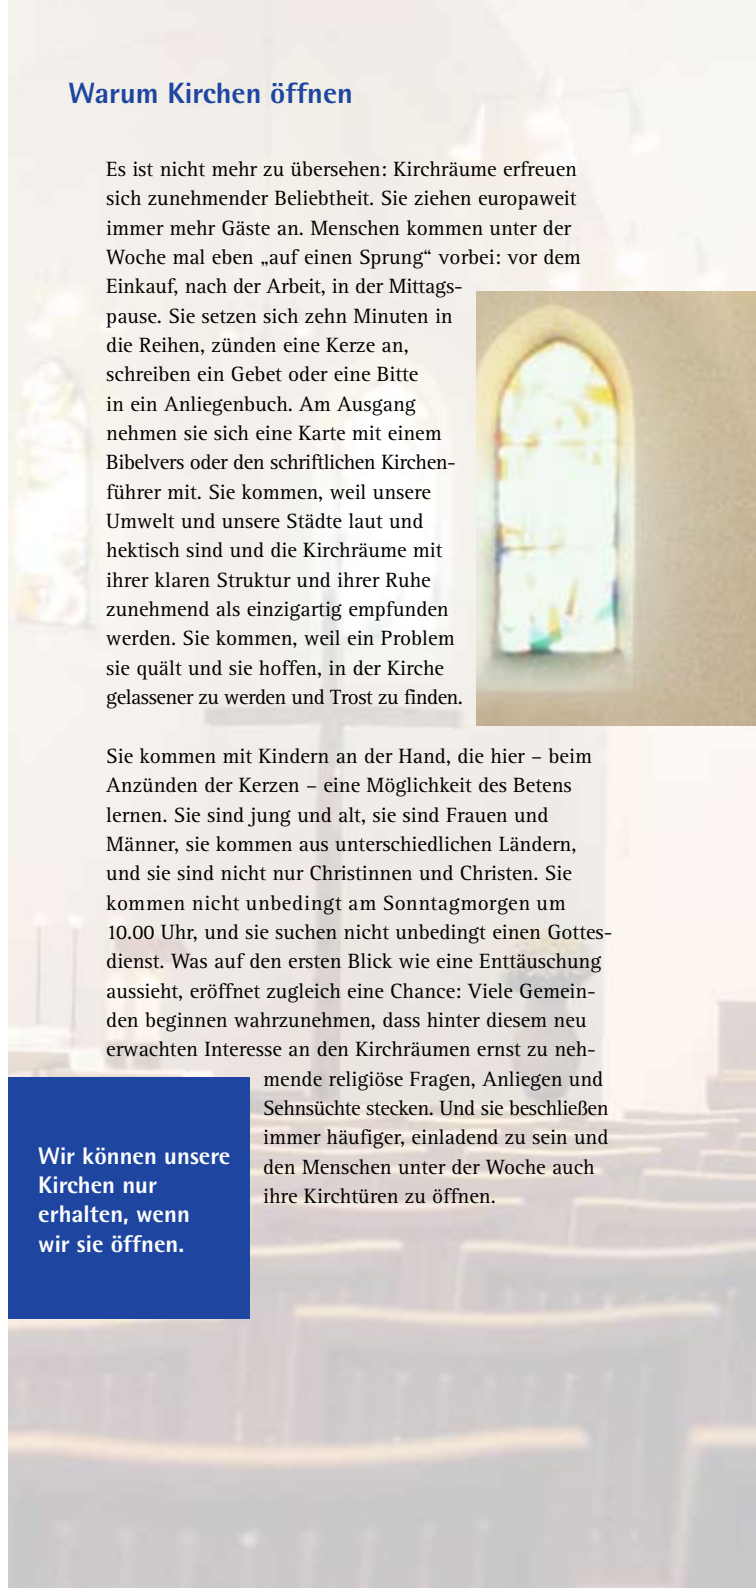 Warum Kirchen öffnen
Es ist nicht mehr zu übersehen: Kirchräume erfreuen
sich zunehmender Beliebtheit. Sie ziehen europaweit
immer mehr Gäste an. Menschen kommen unter der
Woche mal eben „auf einen Sprung“ vorbei: vor dem
Einkauf, nach der Arbeit, in der Mittags-
pause. Sie setzen sich zehn Minuten in
die Reihen, zünden eine Kerze an,
schreiben ein Gebet oder eine Bitte
in ein Anliegenbuch. Am Ausgang
nehmen sie sich eine Karte mit einem
Bibelvers oder den schriftlichen Kirchen-
führer mit. Sie kommen, weil unsere
Umwelt und unsere Städte laut und
hektisch sind und die Kirchräume mit
ihrer klaren Struktur und ihrer Ruhe
zunehmend als einzigartig empfunden
werden. Sie kommen, weil ein Problem
sie quält und sie hoffen, in der Kirche
gelassener zu werden und Trost zu finden.
Sie kommen mit Kindern an der Hand, die hier – beim
Anzünden der Kerzen – eine Möglichkeit des Betens
lernen. Sie sind jung und alt, sie sind Frauen und
Männer, sie kommen aus unterschiedlichen Ländern,
und sie sind nicht nur Christinnen und Christen. Sie
kommen nicht unbedingt am Sonntagmorgen um
10.00 Uhr, und sie suchen nicht unbedingt einen Gottes-
dienst. Was auf den ersten Blick wie eine Enttäuschung
aussieht, eröffnet zugleich eine Chance: Viele Gemein-
den beginnen wahrzunehmen, dass hinter diesem neu
erwachten Interesse an den Kirchräumen ernst zu neh-
mende religiöse Fragen, Anliegen und
Sehnsüchte stecken. Und sie beschließen
immer häufiger, einladend zu sein und
den Menschen unter der Woche auch
ihre Kirchtüren zu öffnen.
Wir können unsere
Kirchen nur
erhalten, wenn
wir sie öffnen.